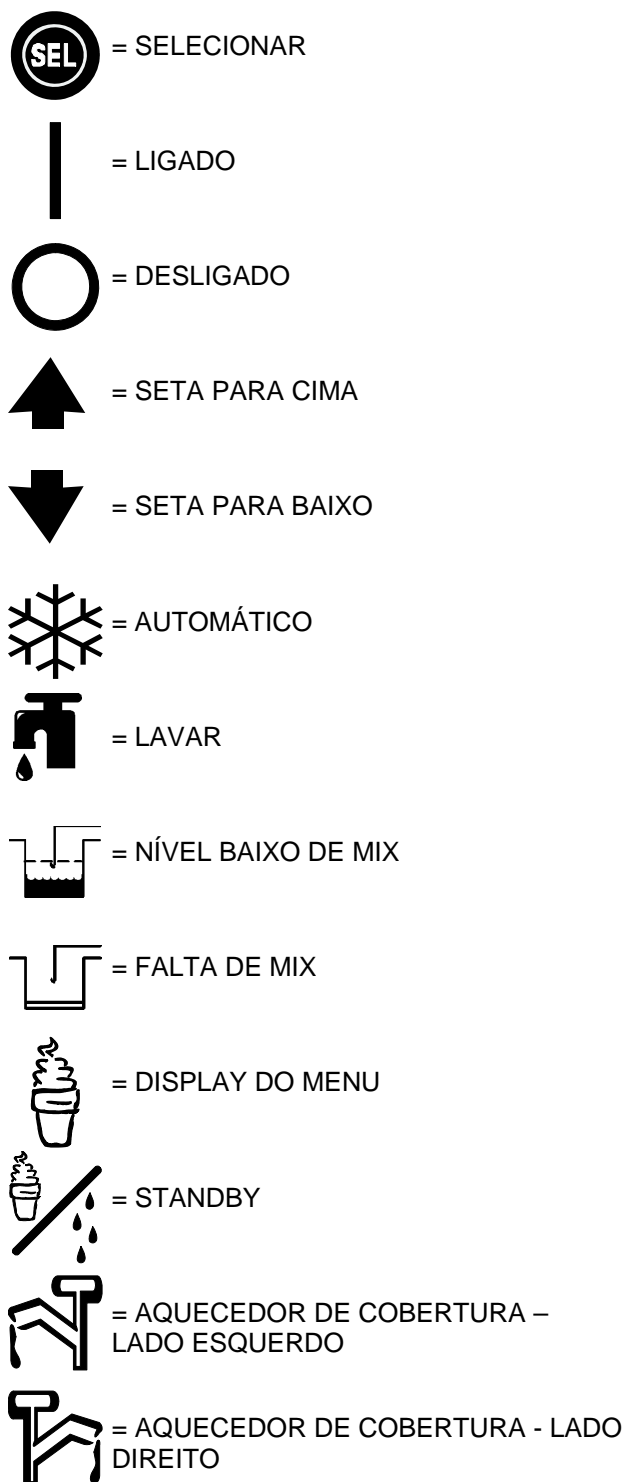 SEL = SELECIONAR
= LIGADO
= DESLIGADO
= SETA PARA CIMA
= SETA PARA BAIXO
= AUTOMÁTICO
= LAVAR
= NÍVEL BAIXO DE MIX
= FALTA DE MIX
= DISPLAY DO MENU
= STANDBY
= AQUECEDOR DE COBERTURA –
LADO ESQUERDO
= AQUECEDOR DE COBERTURA - LADO
DIREITO